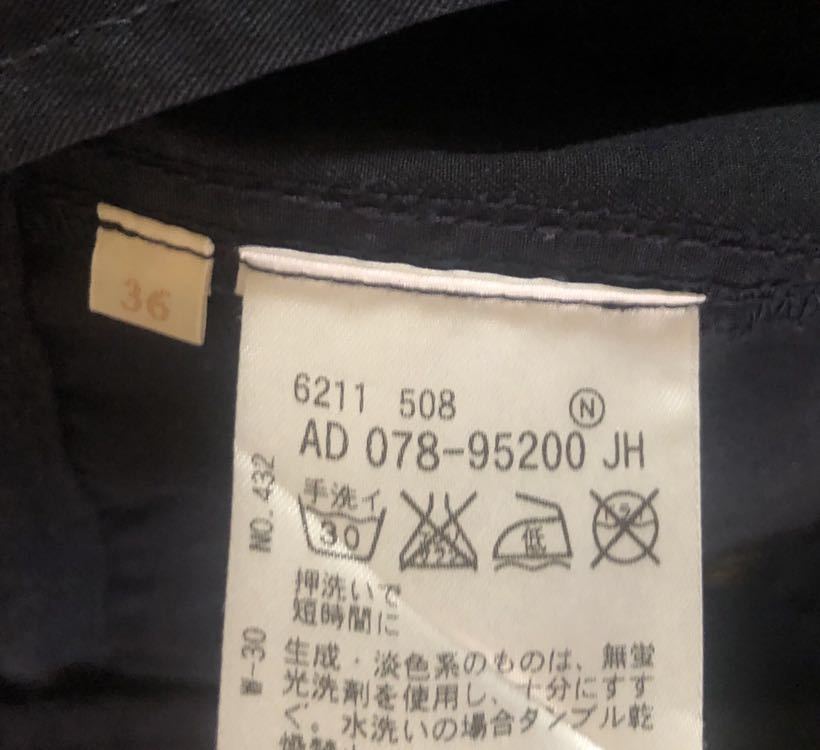 36
6211 508 Ⓝ
AD 078-95200 JH
NO.432
手洗イ
30
低
押洗いで
短時間に
W-30
生成・淡色系のものは、無蛍
光洗剤を使用し、十分にすす
ぐ。水洗いの場合タンブル乾